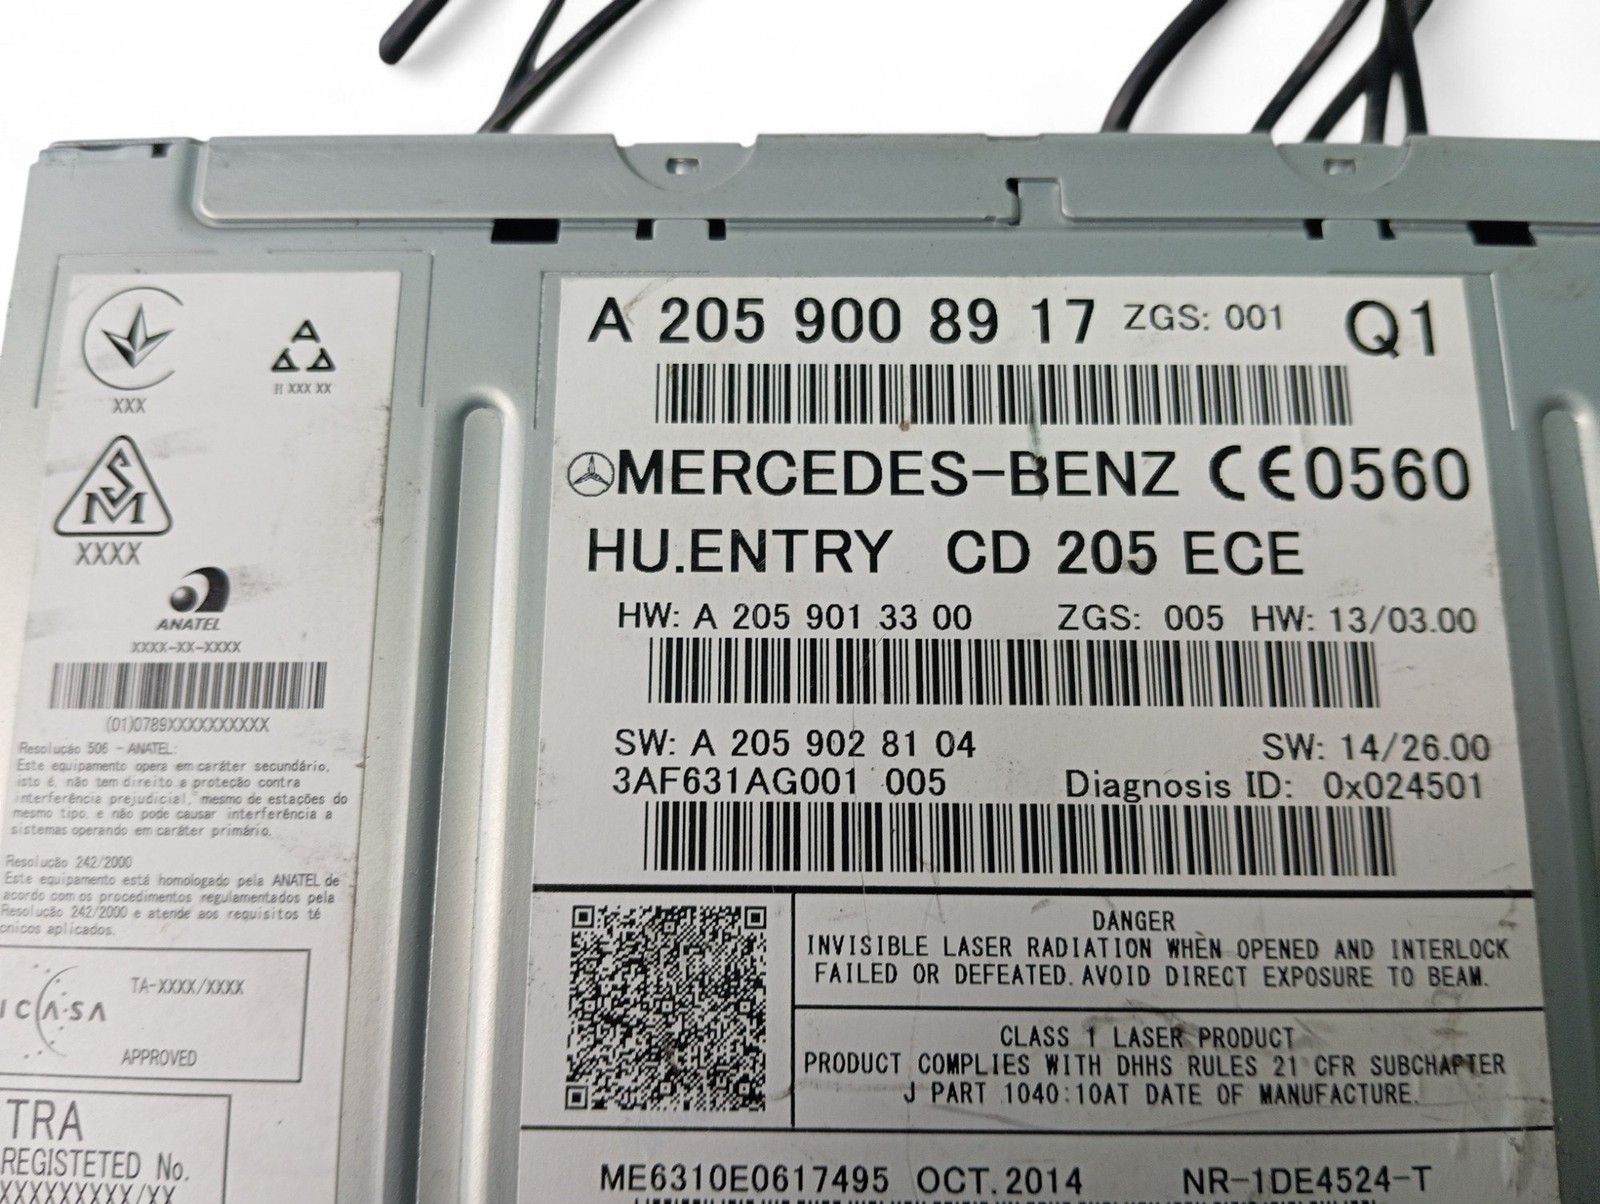 XXX
A
H XXX XX
S
M
XXXX
ANATEL
XXXX-XX-XXXX
(01)0789XXXXXXXXXX
Resolução 506 - ANATEL:
Este equipamento opera em caráter secundário,
isto é, não tem direito a proteção contra
interferência prejudicial, mesmo de estações do
mesmo tipo, e não pode causar interferência a
sistemas operando em caráter primário.
Resolução 242/2000
Este equipamento está homologado pela ANATEL de
acordo com os procedimentos regulamentados pela
Resolução 242/2000 e atende aos requisitos té
cnicos aplicados.
ICASA
TA-XXXX/XXXX
APPROVED
TRA
REGISTETED No.
XXXXXXXXX/XX
A 205 900 89 17 ZGS: 001 Q1
MERCEDES-BENZ CE0560
HU.ENTRY CD 205 ECE
HW: A 205 901 33 00 ZGS: 005 HW: 13/03.00
SW: A 205 902 81 04 SW: 14/26.00
3AF631AG001 005 Diagnosis ID: 0x024501
DANGER
INVISIBLE LASER RADIATION WHEN OPENED AND INTERLOCK
FAILED OR DEFEATED. AVOID DIRECT EXPOSURE TO BEAM.
CLASS 1 LASER PRODUCT
PRODUCT COMPLIES WITH DHHS RULES 21 CFR SUBCHAPTER
J PART 1040:10AT DATE OF MANUFACTURE.
ME6310E0617495 OCT.2014 NR-1DE4524-T